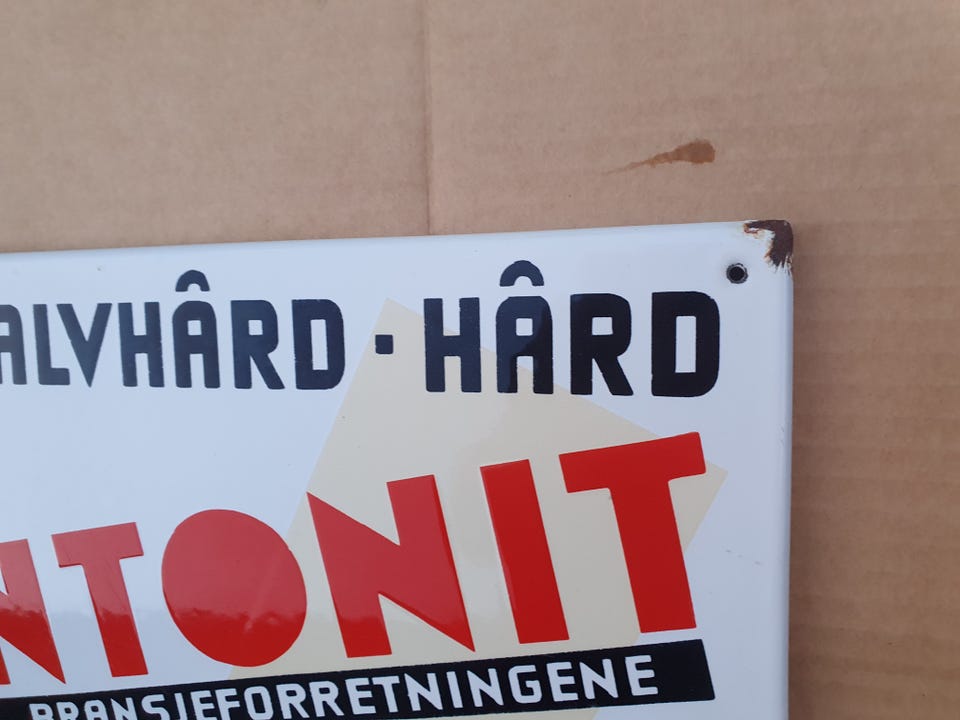 ALVHÅRD · HÅRD
NTONIT
BRANSJEFORRETNINGENE